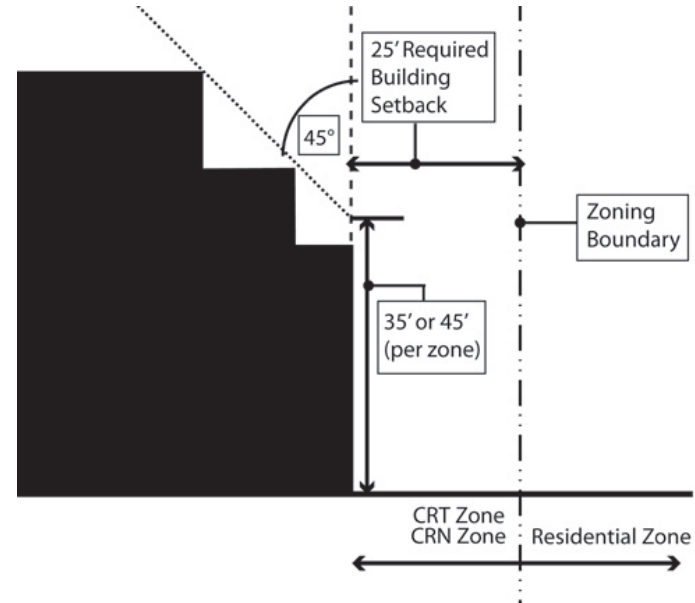 25' Required
Building
Setback
45°
Zoning
Boundary
35' or 45'
(per zone)
CRT Zone
CRN Zone
Residential Zone